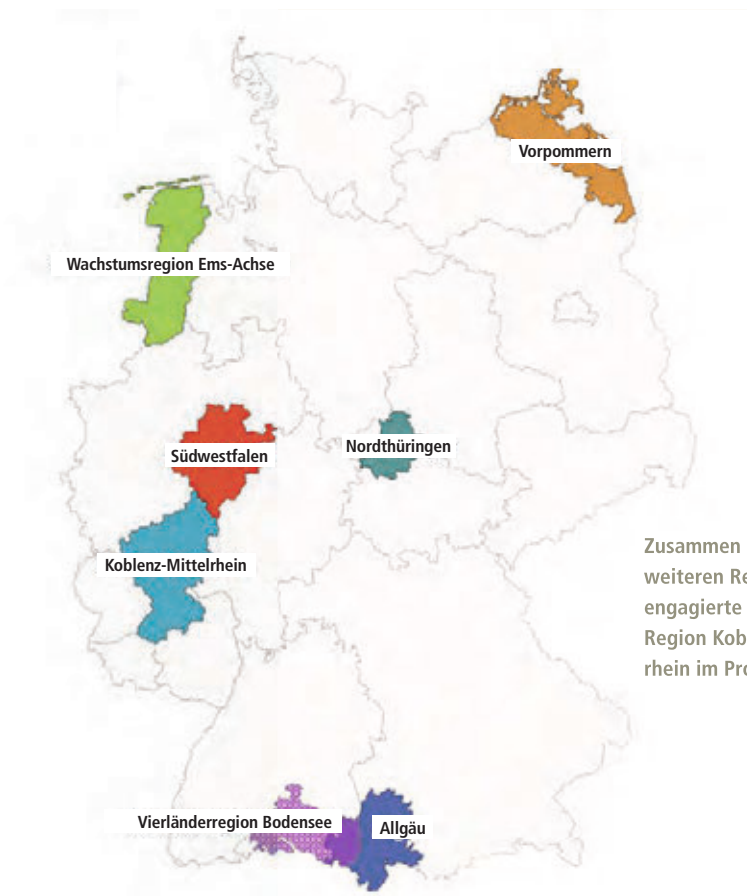 Vorpommern
Wachstumsregion Ems-Achse
Südwestfalen
Nordthüringen
Koblenz-Mittelrhein
Zusammen
weiteren Re
engagierte
Region Kob
rhein im Pro
Vierländerregion Bodensee
Allgäu